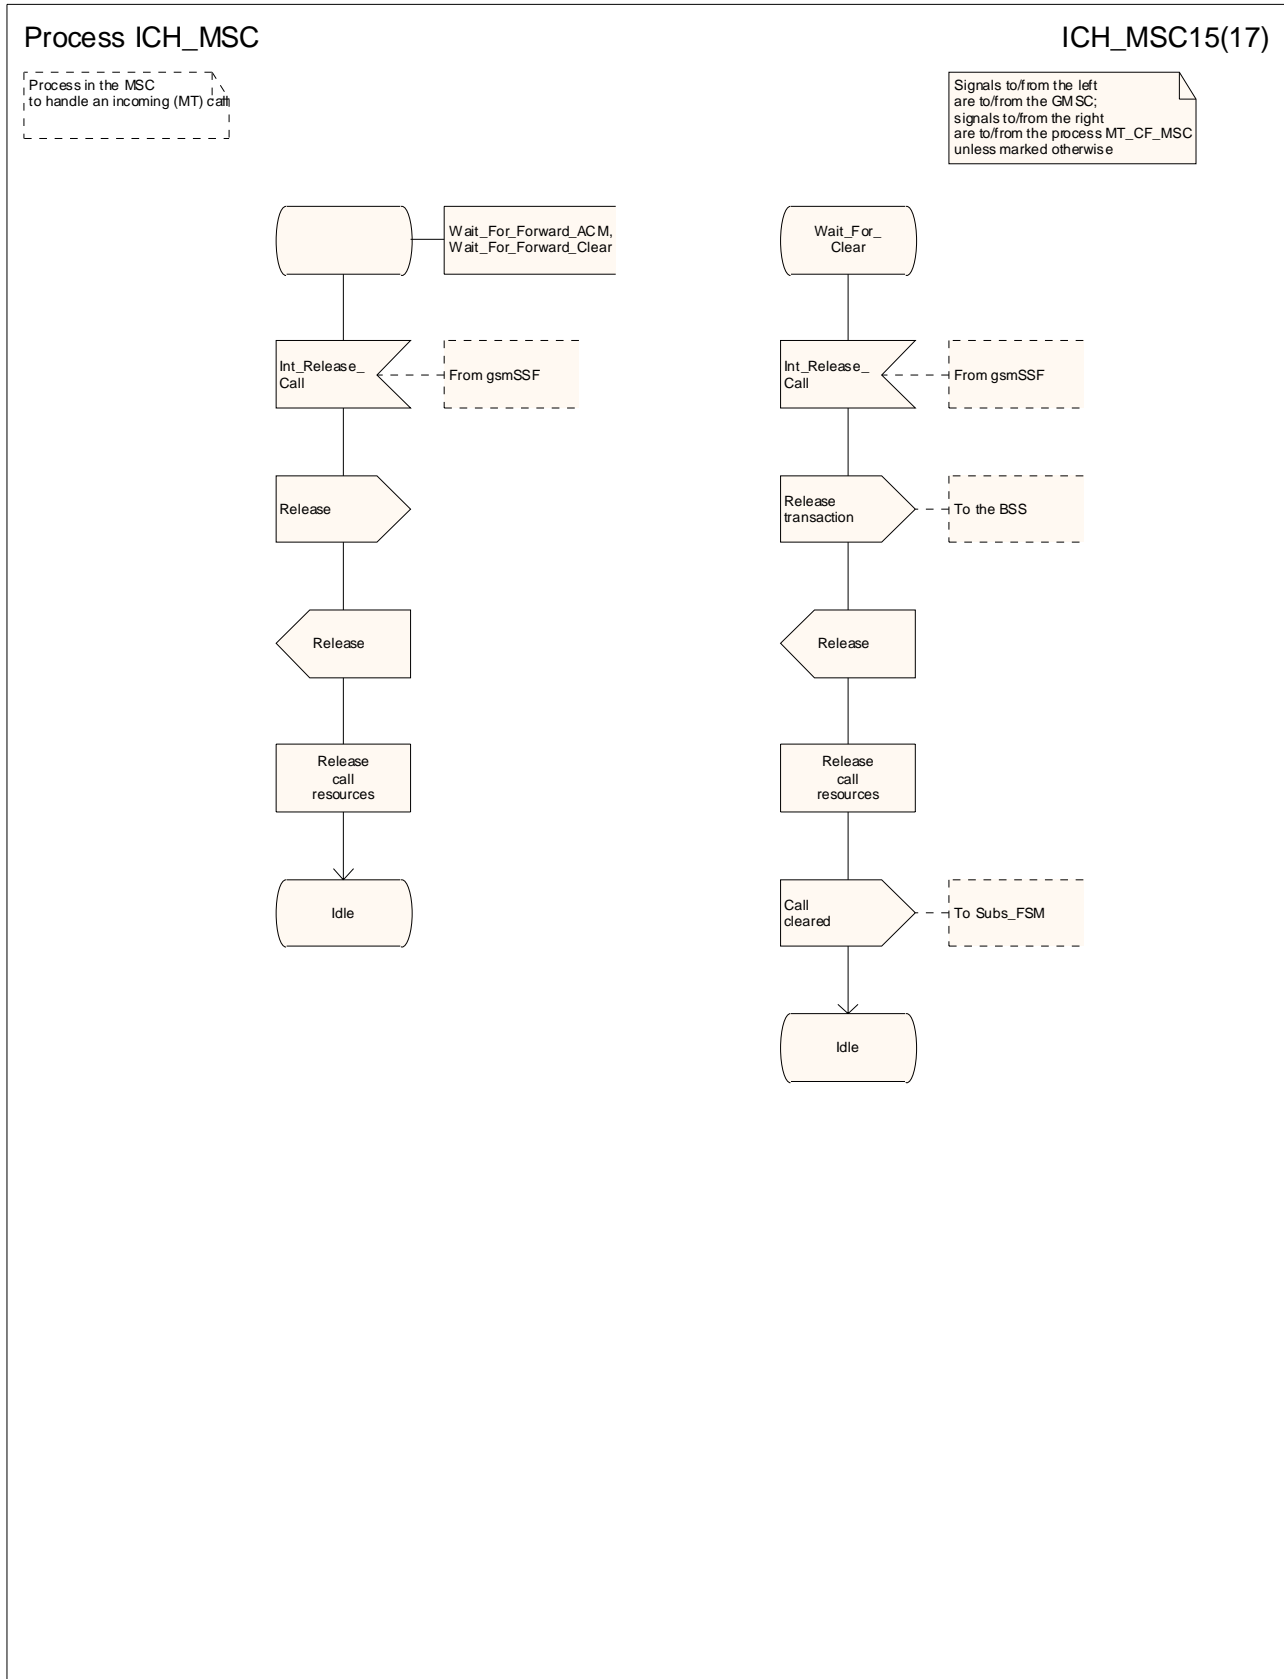 Process ICH_MSC
ICH_MSC15(17)
Process in the MSC
to handle an incoming (MT) call
Signals to/from the left
are to/from the GMSC;
signals to/from the right
are to/from the process MT_CF_MSC
unless marked otherwise
Wait_For_Forward_ACM,
Wait_For_Forward_Clear
Int_Release_
Call
From gsmSSF
Release
Release
Release
call
resources
Idle
Wait_For_
Clear
Int_Release_
Call
From gsmSSF
Release
transaction
To the BSS
Release
Release
call
resources
Call
cleared
To Subs_FSM
Idle